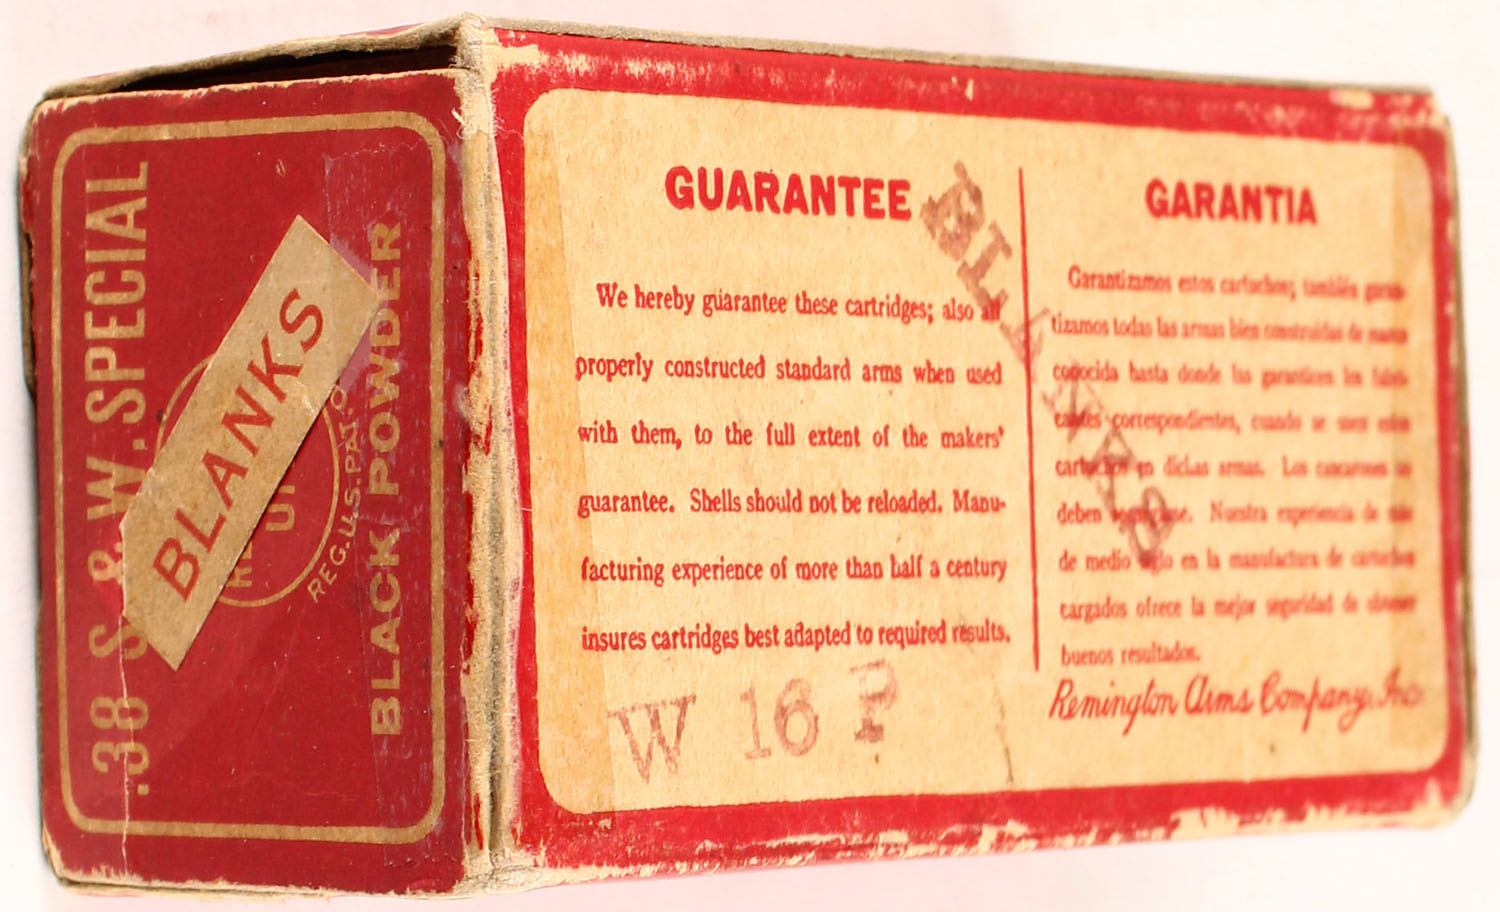 .38 S. & W. SPECIAL
BLANKS
REG. U.S. PAT. O
BLACK POWDER
GUARANTEE
We hereby guarantee these cartridges; also all
properly constructed standard arms when used
with them, to the full extent of the makers'
guarantee. Shells should not be reloaded. Manu-
facturing experience of more than half a century
insures cartridges best adapted to required results.
W 16 P
BLANKS
GARANTIA
Garantizamos estos cartuchos; también garan-
tizamos todas las armas bien construidas de marca
conocida hasta donde las garanticen los fabri-
cantes correspondientes, cuando se usen estos
cartuchos en dichas armas. Los cascarones no
deben
Nuestra experiencia de más
de medio siglo en la manufactura de cartuchos
cargados ofrece la mejor seguridad de obtener
buenos resultados.
Remington Arms Company, Inc.